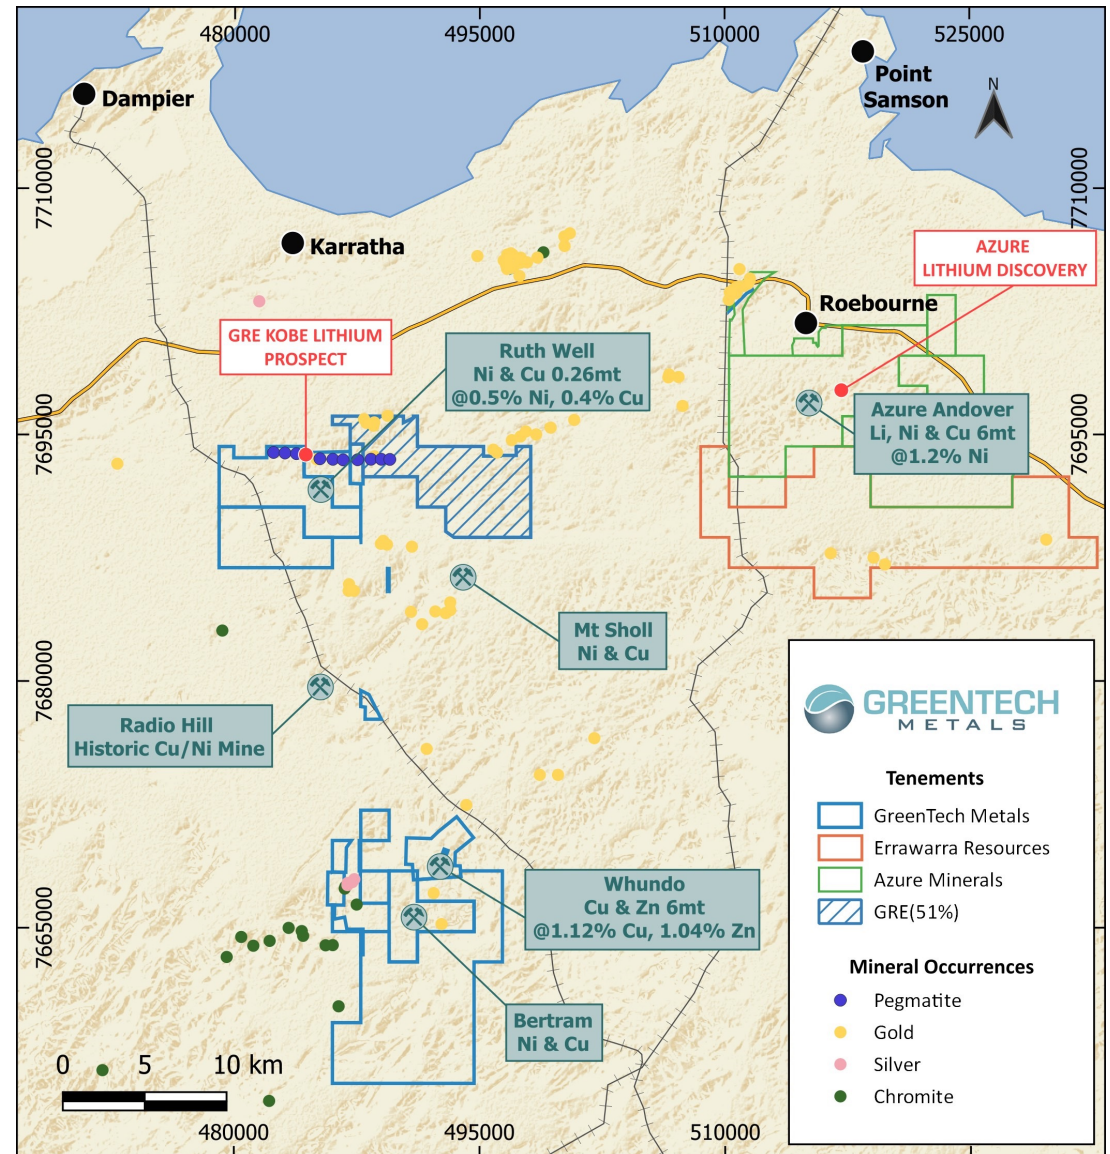 480000
495000
510000
525000
Dampier
Point
Samson
N
7710000
7710000
Karratha
AZURE
LITHIUM DISCOVERY
Roebourne
GRE KOBE LITHIUM
PROSPECT
Ruth Well
Ni & Cu 0.26mt
@0.5% Ni, 0.4% Cu
Azure Andover
Li, Ni & Cu 6mt
@1.2% Ni
7695000
7695000
Mt Sholl
Ni & Cu
7680000
Radio Hill
Historic Cu/Ni Mine
GREENTECH
METALS
Tenements
GreenTech Metals
Errawarra Resources
Azure Minerals
GRE(51%)
Whundo
Cu & Zn 6mt
@1.12% Cu, 1.04% Zn
7665000
Mineral Occurrences
Pegmatite
Gold
Silver
Chromite
Bertram
Ni & Cu
0 5 10 km
480000
495000
510000